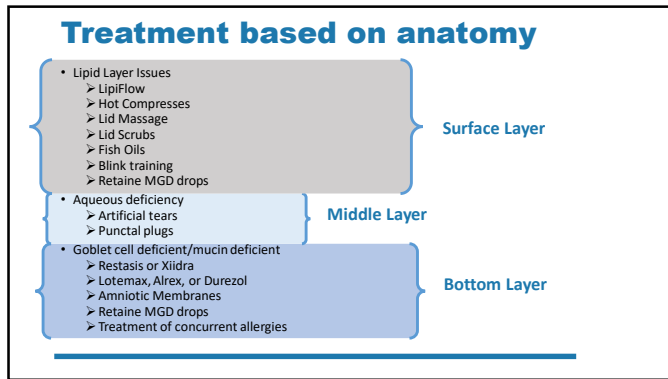 Treatment based on anatomy
• Lipid Layer Issues
➢ LipiFlow
➢ Hot Compresses
➢ Lid Massage
➢ Lid Scrubs
➢ Fish Oils
➢ Blink training
➢ Retaine MGD drops
Surface Layer
• Aqueous deficiency
➢ Artificial tears
➢ Punctal plugs
Middle Layer
• Goblet cell deficient/mucin deficient
➢ Restasis or Xiidra
➢ Lotemax, Alrex, or Durezol
➢ Amniotic Membranes
➢ Retaine MGD drops
➢ Treatment of concurrent allergies
Bottom Layer